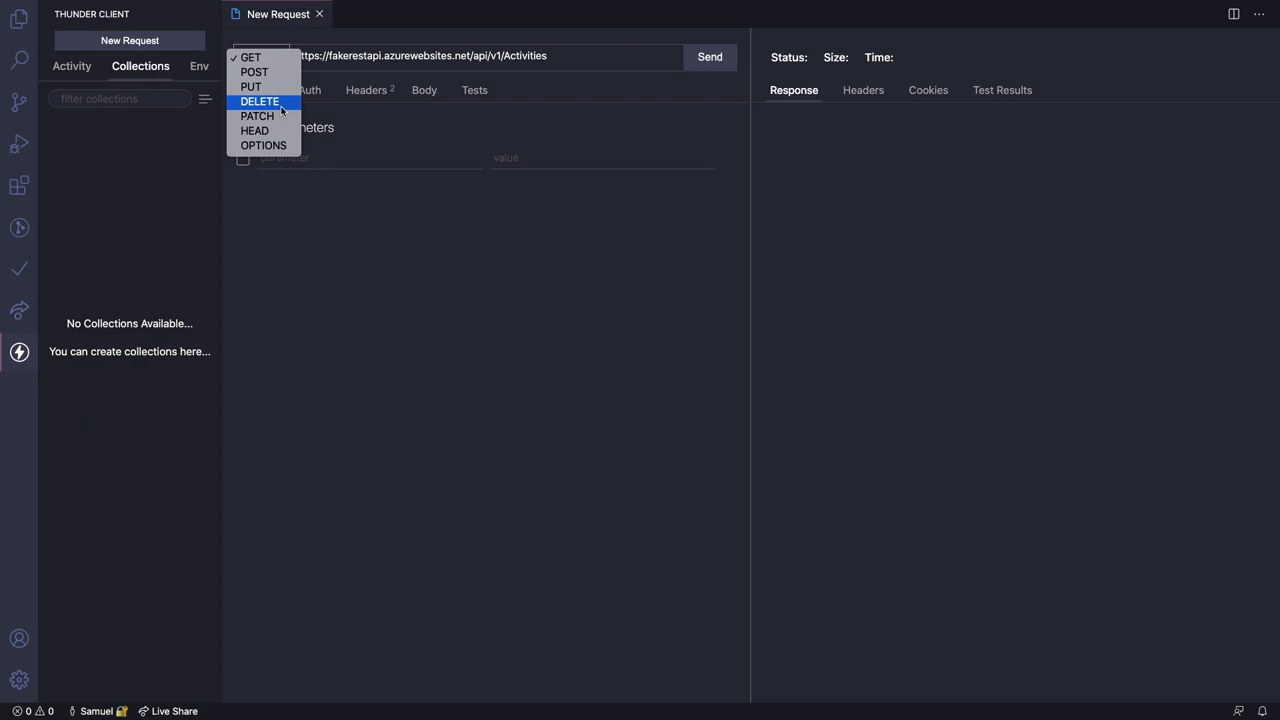 THUNDER CLIENT
New Request
Activity
Collections
Env
filter collections
No Collections Available...
You can create collections here...
New Request
ttps://fakerestapi.azurewebsites.net/api/v1/Activities
Send
GET
POST
PUT
DELETE
PATCH
HEAD
OPTIONS
Auth
Headers 2
Body
Tests
meters
parameter
value
Status:
Size:
Time:
Response
Headers
Cookies
Test Results
0
0
Samuel
Live Share